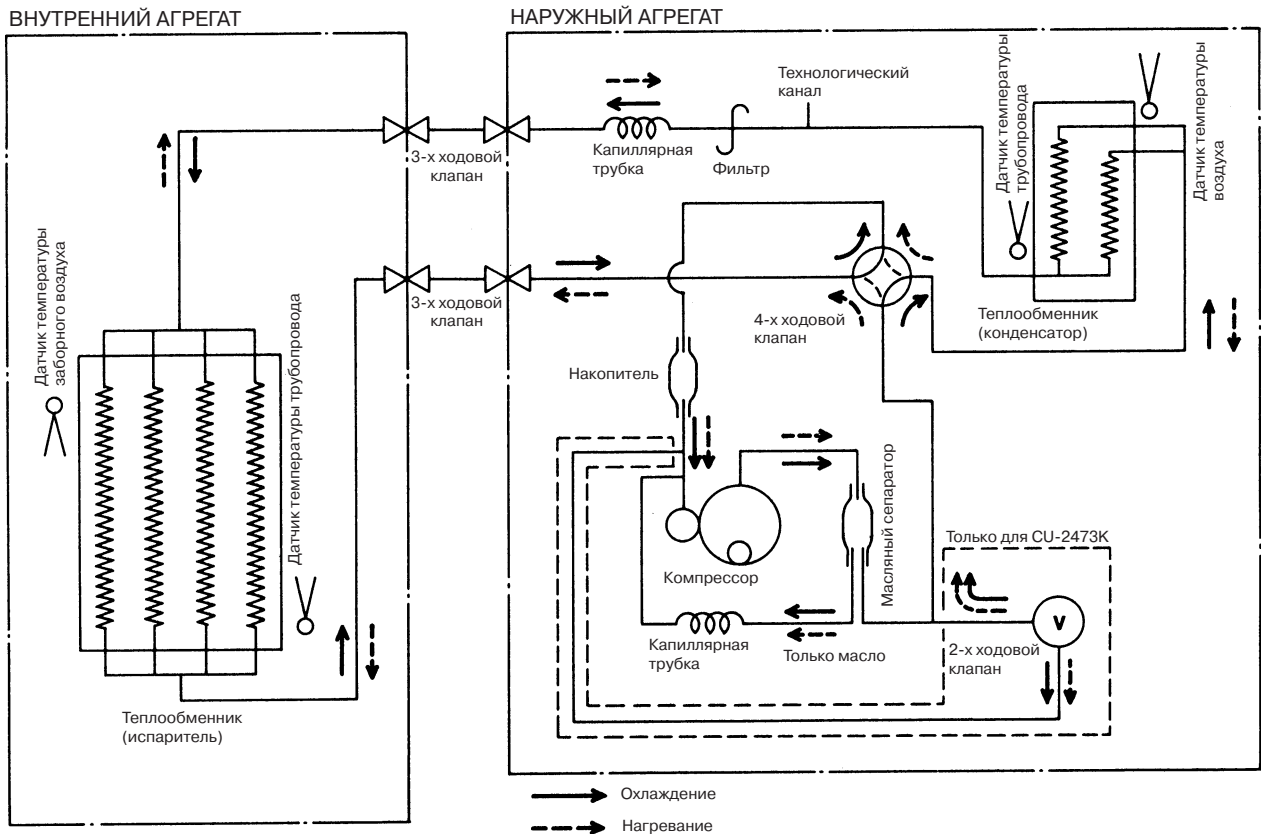 ВНУТРЕННИЙ АГРЕГАТ
НАРУЖНЫЙ АГРЕГАТ
Технологический
канал
Датчик температуры
трубопровода
Датчик температуры
воздуха
3-х ходовой
клапан
Капиллярная
трубка
Фильтр
Датчик температуры
заборного воздуха
3-х ходовой
клапан
4-х ходовой
клапан
Теплообменник
(конденсатор)
Накопитель
Датчик температуры трубопровода
Масляный сепаратор
Только для CU-2473K
Компрессор
V
Капиллярная
трубка
Только масло
2-х ходовой
клапан
Теплообменник
(испаритель)
Охлаждение
Нагревание